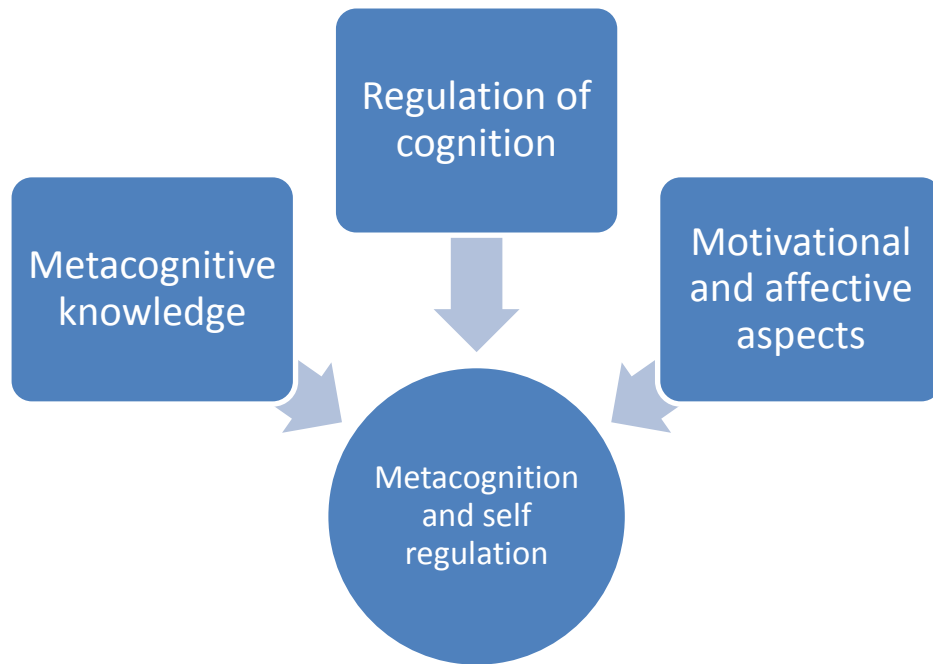 Regulation of
cognition
Metacognitive
knowledge
Motivational
and affective
aspects
Metacognition
and self
regulation